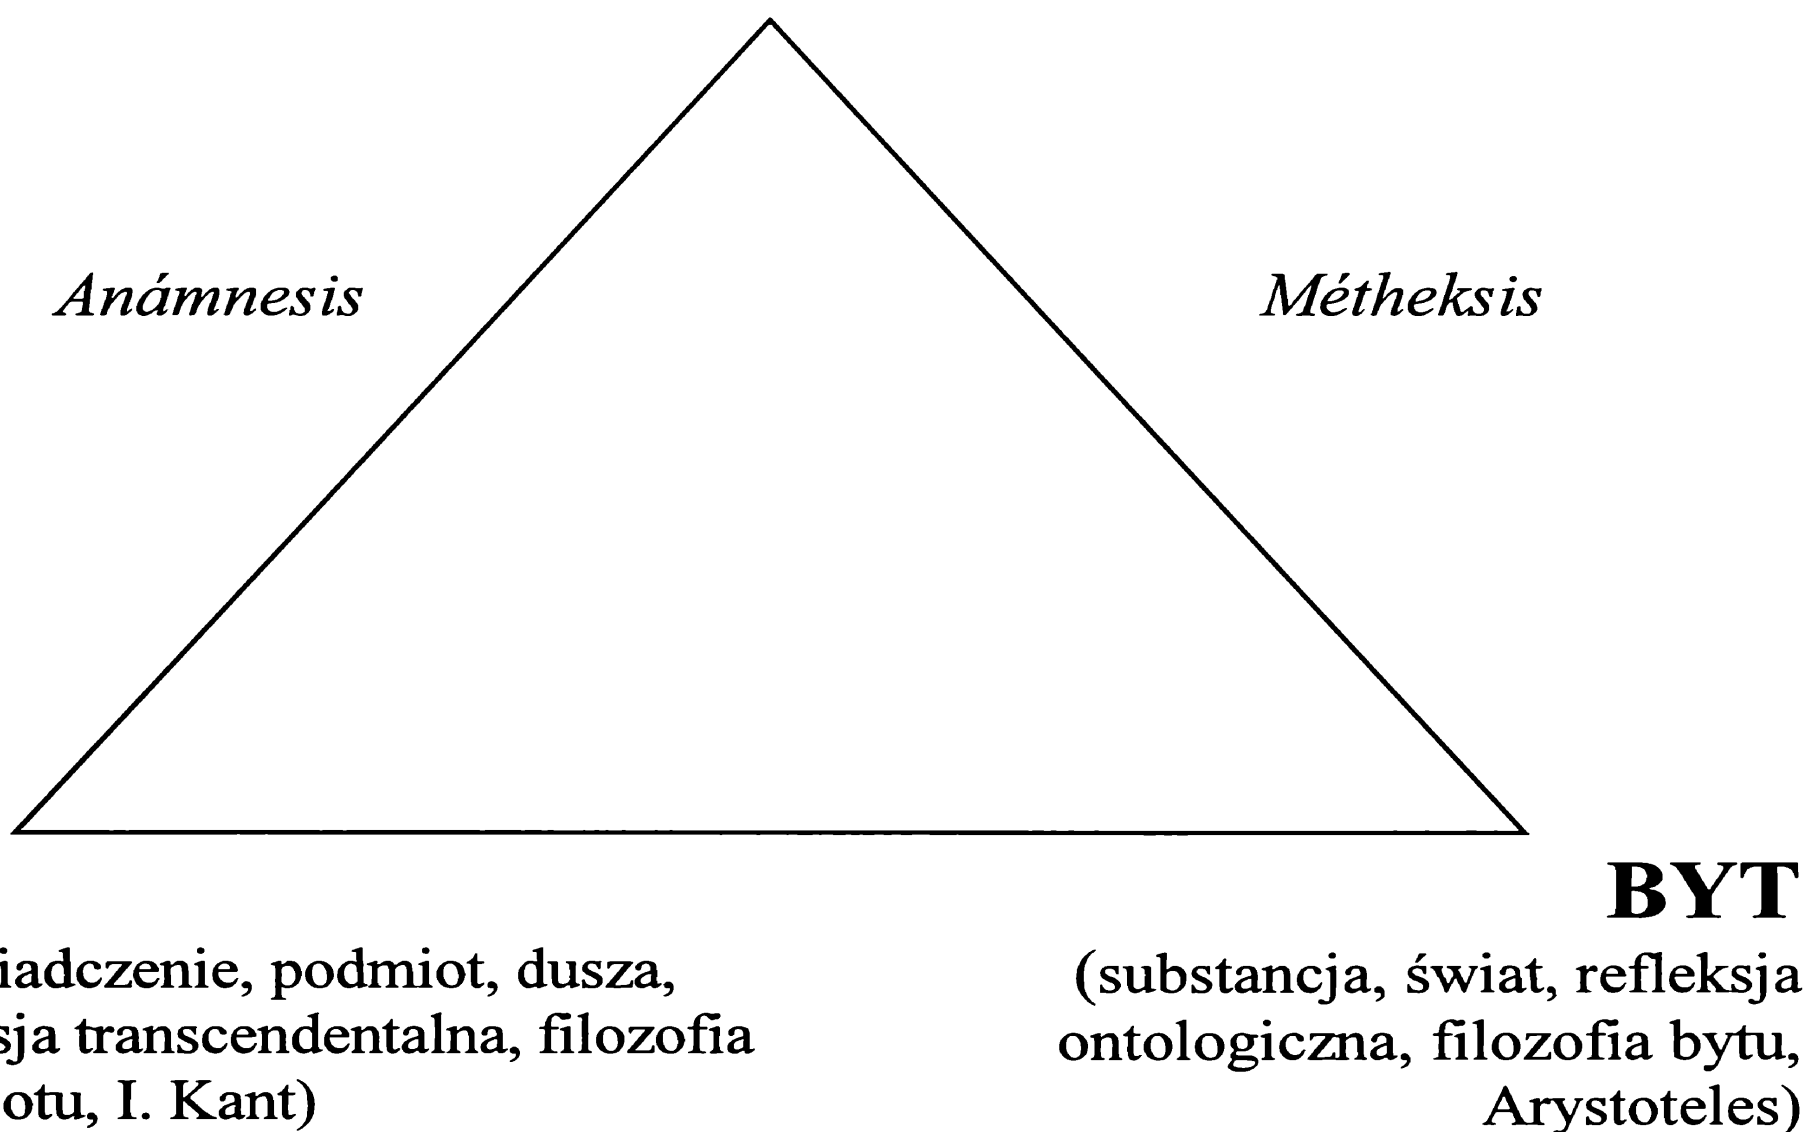 Anámnesis
Métheksis
BYT
iadczenie, podmiot, dusza,
sja transcendentalna, filozofia
otu, I. Kant)
(substancja, świat, refleksja
ontologiczna, filozofia bytu,
Arystoteles)